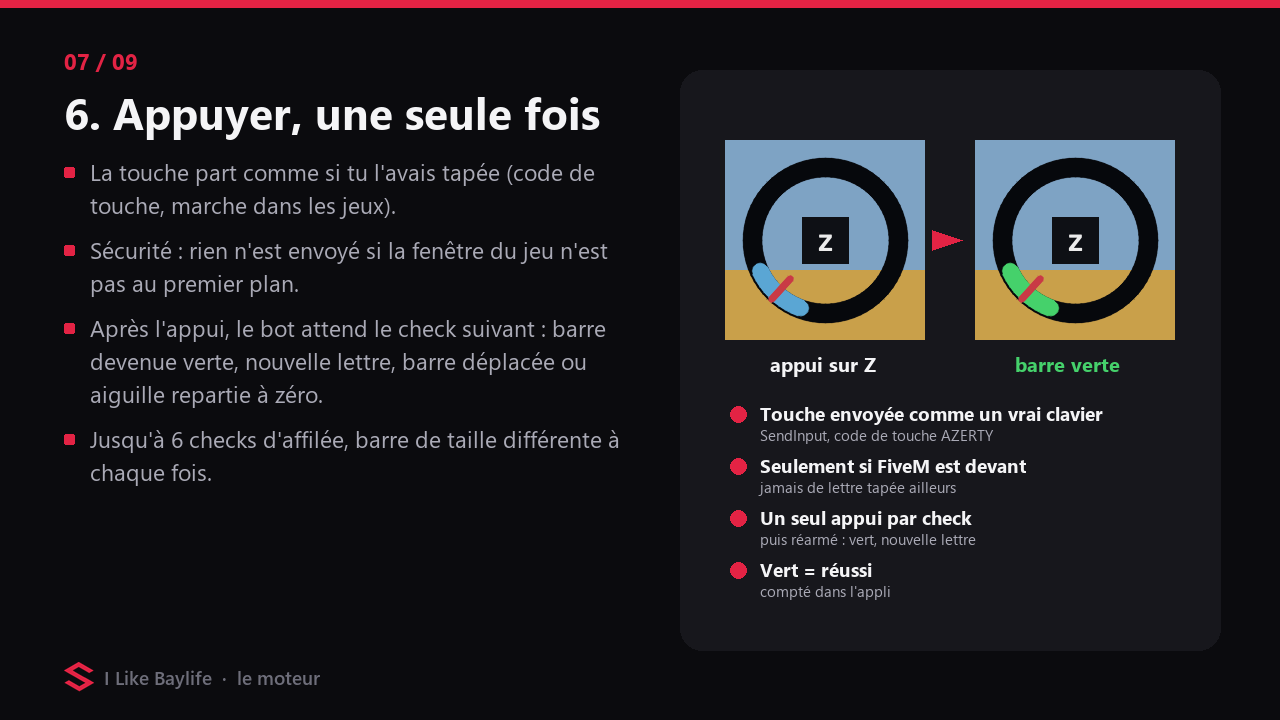 07 / 09
6. Appuyer, une seule fois
La touche part comme si tu l'avais tapée (code de
touche, marche dans les jeux).
Sécurité : rien n'est envoyé si la fenêtre du jeu n'est
pas au premier plan.
Après l'appui, le bot attend le check suivant : barre
devenue verte, nouvelle lettre, barre déplacée ou
aiguille repartie à zéro.
Jusqu'à 6 checks d'affilée, barre de taille différente à
chaque fois.
Z
Z
appui sur Z
barre verte
Touche envoyée comme un vrai clavier
SendInput, code de touche AZERTY
Seulement si FiveM est devant
jamais de lettre tapée ailleurs
Un seul appui par check
puis réarmé : vert, nouvelle lettre
Vert = réussi
compté dans l'appli
I Like Baylife · le moteur